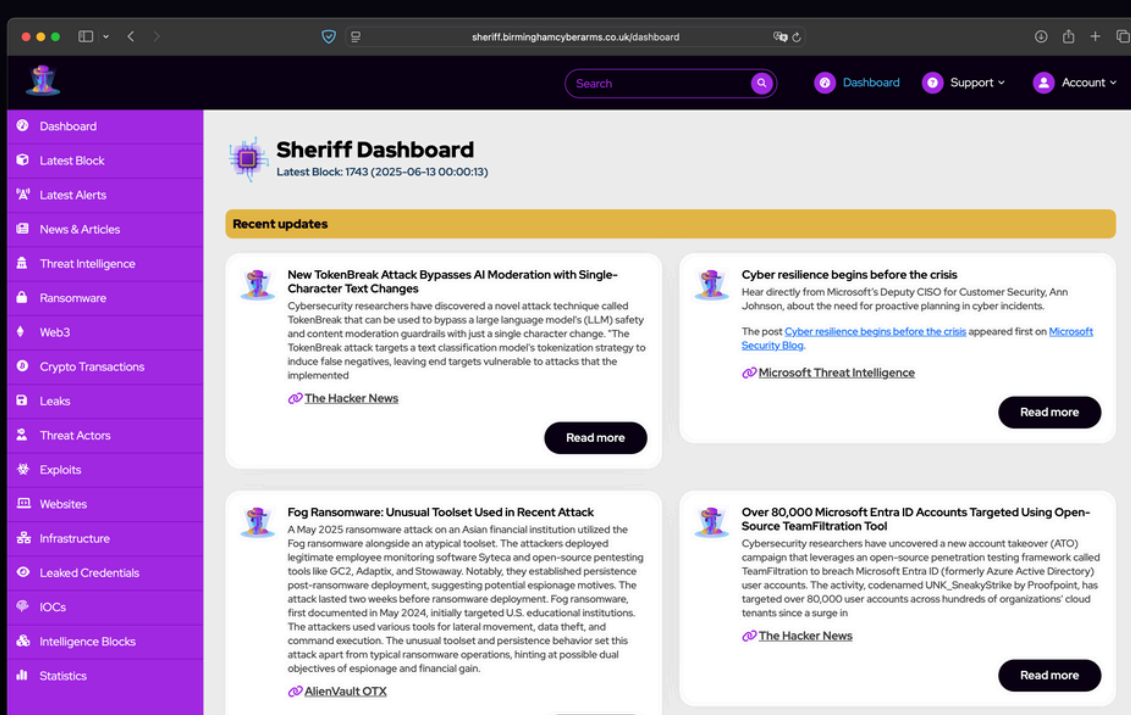 sheriff.birminghamcyberarms.co.uk/dashboard
Search
Dashboard
Support
Account
Dashboard
Latest Block
Latest Alerts
News & Articles
Threat Intelligence
Ransomware
Web3
Crypto Transactions
Leaks
Threat Actors
Exploits
Websites
Infrastructure
Leaked Credentials
IOCs
Intelligence Blocks
Statistics
Sheriff Dashboard
Latest Block: 1743 (2025-06-13 00:00:13)
Recent updates
New TokenBreak Attack Bypasses AI Moderation with Single-
Character Text Changes
Cybersecurity researchers have discovered a novel attack technique called
TokenBreak that can be used to bypass a large language model's (LLM) safety
and content moderation guardrails with just a single character change. "The
TokenBreak attack targets a text classification model's tokenization strategy to
induce false negatives, leaving end targets vulnerable to attacks that the
implemented
The Hacker News
Read more
Cyber resilience begins before the crisis
Hear directly from Microsoft's Deputy CISO for Customer Security, Ann
Johnson, about the need for proactive planning in cyber incidents.
The post Cyber resilience begins before the crisis appeared first on Microsoft
Security Blog.
Microsoft Threat Intelligence
Read more
Fog Ransomware: Unusual Toolset Used in Recent Attack
A May 2025 ransomware attack on an Asian financial institution utilized the
Fog ransomware alongside an atypical toolset. The attackers deployed
legitimate employee monitoring software Syteca and open-source pentesting
tools like GC2, Adaptix, and Stowaway. Notably, they established persistence
post-ransomware deployment, suggesting potential espionage motives. The
attack lasted two weeks before ransomware deployment. Fog ransomware,
first documented in May 2024, initially targeted U.S. educational institutions.
The attackers used various tools for lateral movement, data theft, and
command execution. The unusual toolset and persistence behavior set this
attack apart from typical ransomware operations, hinting at possible dual
objectives of espionage and financial gain.
AlienVault OTX
Over 80,000 Microsoft Entra ID Accounts Targeted Using Open-
Source TeamFiltration Tool
Cybersecurity researchers have uncovered a new account takeover (ATO)
campaign that leverages an open-source penetration testing framework called
TeamFiltration to breach Microsoft Entra ID (formerly Azure Active Directory)
user accounts. The activity, codenamed UNK_SneakyStrike by Proofpoint, has
targeted over 80,000 user accounts across hundreds of organizations' cloud
tenants since a surge in
The Hacker News
Read more